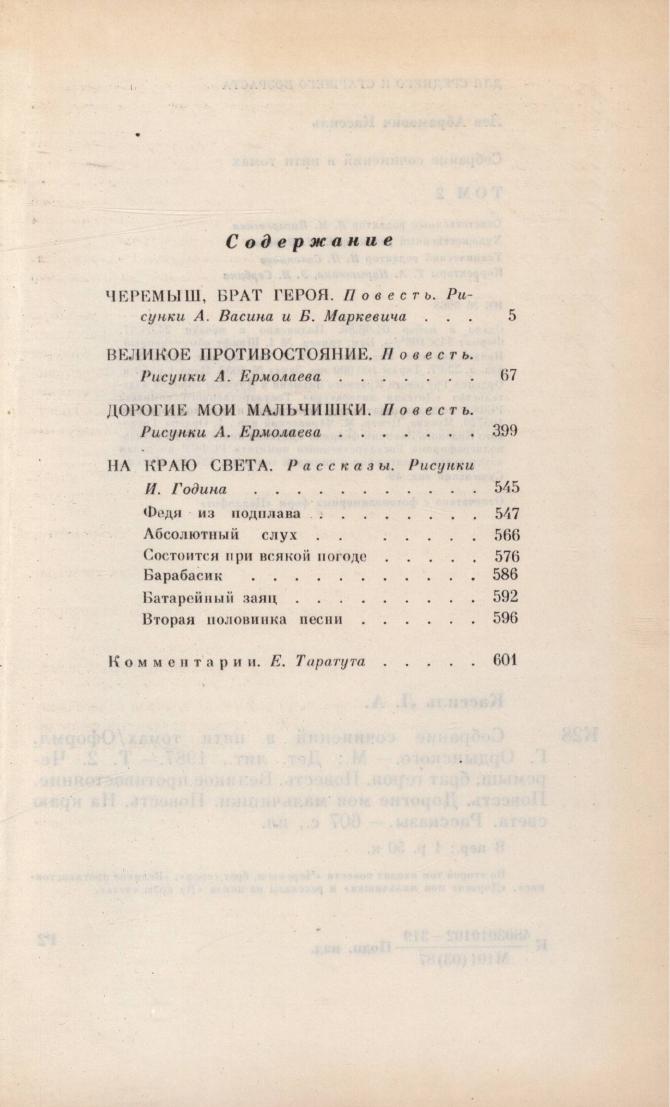 Содержание
ЧЕРЕМЫШ, БРАТ ГЕРОЯ. Повесть. Ри-
сунки А. Васина и Б. Маркевича . . . 5
ВЕЛИКОЕ ПРОТИВОСТОЯНИЕ. Повесть.
Рисунки А. Ермолаева . . . . . . . 67
ДОРОГИЕ МОИ МАЛЬЧИШКИ. Повесть.
Рисунки А. Ермолаева . . . . . . . 399
НА КРАЮ СВЕТА. Рассказы. Рисунки
И. Година . . . . . . . . . . . 545
Федя из подплава . . . . . . . . 547
Абсолютный слух . . . . . . . 566
Состоится при всякой погоде . . . . . 576
Барабасик . . . . . . . . . . . 586
Батарейный заяц . . . . . . . . . 592
Вторая половинка песни . . . . . . 596
Комментарии. Е. Таратута . . . . . 601